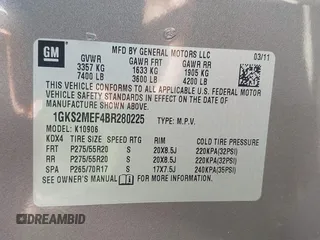 GM
MFD BY GENERAL MOTORS LLC
03/11
GVWR GAWR FRT GAWR RR
3357 KG 1633 KG 1905 KG
7400 LB 3600 LB 4200 LB
THIS VEHICLE CONFORMS TO ALL APPLICABLE U.S. FEDERAL MOTOR VEHICLE SAFETY AND THEFT PREVENTION STANDARDS IN EFFECT ON THE DATE OF MANUFACTURE SHOWN ABOVE.
1GKS2MEF4BR280225 TYPE: M.P.V.
MODEL: K10906
TIRE SIZE SPEED RTG RIM COLD TIRE PRESSURE
FRT P275/55R20 S 20X8.5J 220KPA(32PSI)
RR P275/55R20 S 20X8.5J 220KPA(32PSI)
SPA P265/70R17 S 17X7.5J 240KPA(35PSI)
SEE OWNER'S MANUAL FOR ADDITIONAL INFORMATION.
DREAMBID